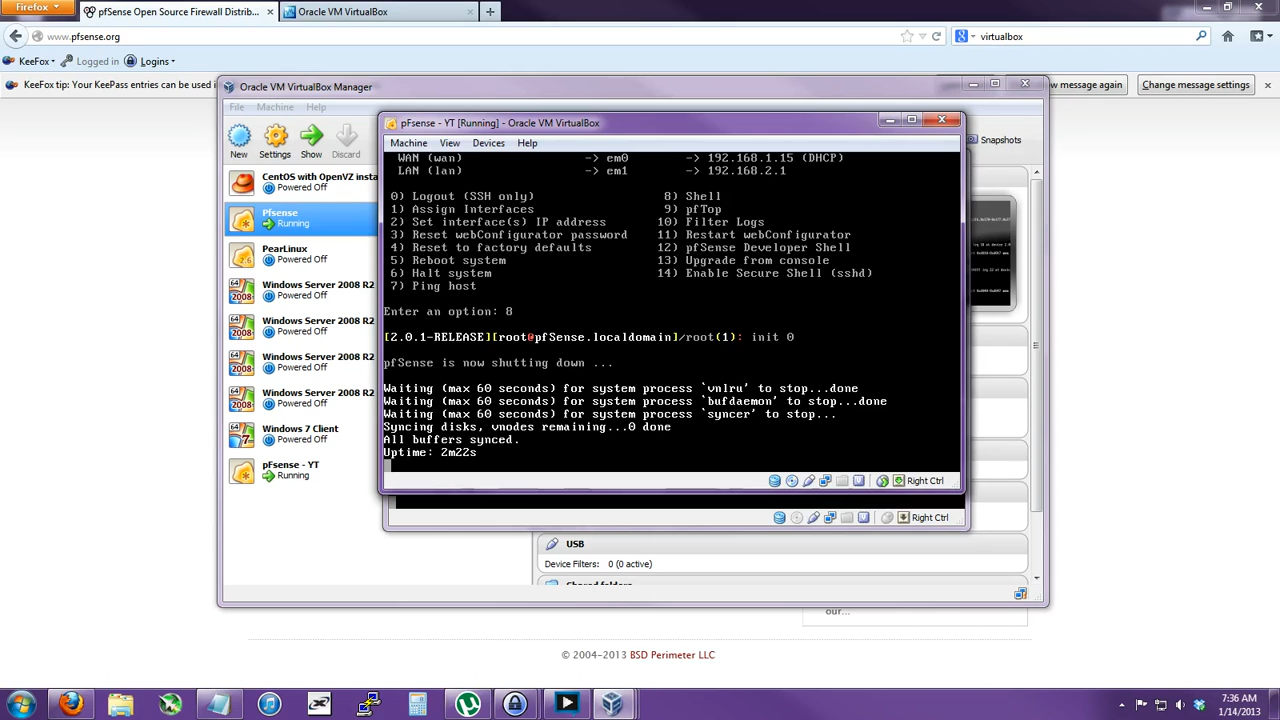 Firefox
pfSense Open Source Firewall Distrib...
Oracle VM VirtualBox
www.pfsense.org
virtualbox
KeeFox
Logged in
Logins
KeeFox tip: Your KeePass entries can be used i
w message again
Change message settings
Oracle VM VirtualBox Manager
File Machine Help
New
Settings
Show
Discard
Snapshots
CentOS with OpenVZ insta
Powered Off
Pfsense
Running
PearLinux
Powered Off
Windows Server 2008 R2
Powered Off
Windows Server 2008 R2
Powered Off
Windows Server 2008 R2
Powered Off
Windows Server 2008 R2
Powered Off
Windows 7 Client
Powered Off
pFsense - YT
Running
pFsense - YT [Running] - Oracle VM VirtualBox
Machine View Devices Help
WAN (wan) -> em0 -> 192.168.1.15 (DHCP)
LAN (lan) -> em1 -> 192.168.2.1
0) Logout (SSH only) 8) Shell
1) Assign Interfaces 9) pfTop
2) Set interface(s) IP address 10) Filter Logs
3) Reset webConfigurator password 11) Restart webConfigurator
4) Reset to factory defaults 12) pfSense Developer Shell
5) Reboot system 13) Upgrade from console
6) Halt system 14) Enable Secure Shell (sshd)
7) Ping host
Enter an option: 8
[2.0.1-RELEASE][root@pfSense.localdomain]/root(1): init 0
pfSense is now shutting down ...
Waiting (max 60 seconds) for system process `vnlru' to stop...done
Waiting (max 60 seconds) for system process `bufdaemon' to stop...done
Waiting (max 60 seconds) for system process `syncer' to stop...
Syncing disks, vnodes remaining...0 done
All buffers synced.
Uptime: 2m22s
Right Ctrl
Right Ctrl
USB
Device Filters: 0 (0 active)
Shared folders
our...
© 2004-2013 BSD Perimeter LLC
7:36 AM
1/14/2013